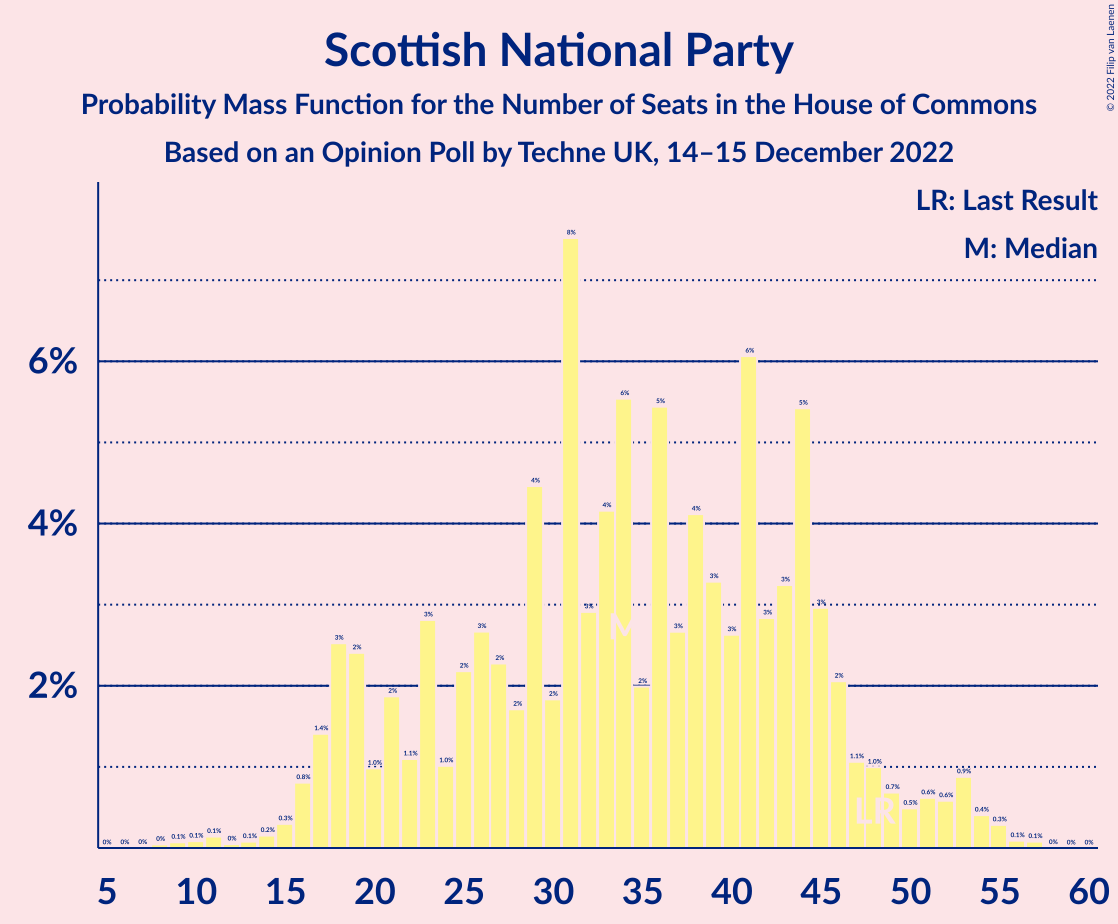 Scottish National Party
Probability Mass Function for the Number of Seats in the House of Commons
Based on an Opinion Poll by Techne UK, 14–15 December 2022
© 2022 Filip van Laenen
LR: Last Result
M: Median
6%
4%
2%
0% 0% 0% 0% 0.1% 0.1% 0.1% 0% 0.1% 0.2% 0.3% 0.8% 1.4% 3% 2% 1.0% 2% 1.1% 3% 1.0% 2% 3% 2% 2% 4% 2% 8% 3% 4% 6% 2% 5% 3% 4% 3% 3% 6% 3% 3% 5% 3% 2% 1.1% 1.0% 0.7% 0.5% 0.6% 0.6% 0.9% 0.4% 0.3% 0.1% 0.1% 0% 0% 0%
M
LR
5 10 15 20 25 30 35 40 45 50 55 60